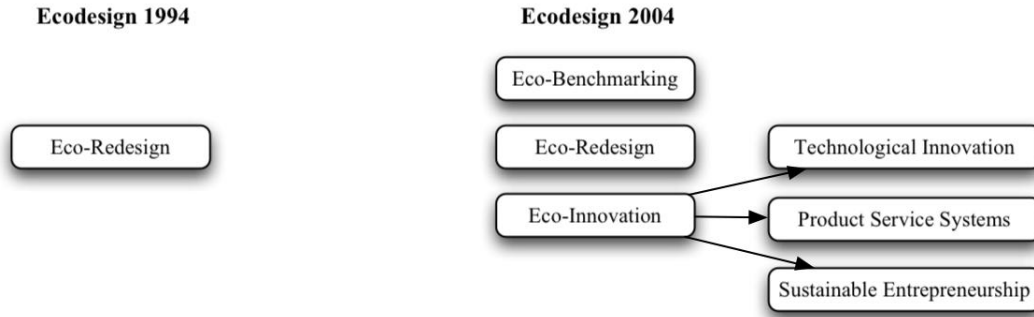 Ecodesign 1994
Eco-Redesign
Ecodesign 2004
Eco-Benchmarking
Eco-Redesign
Eco-Innovation
Technological Innovation
Product Service Systems
Sustainable Entrepreneurship